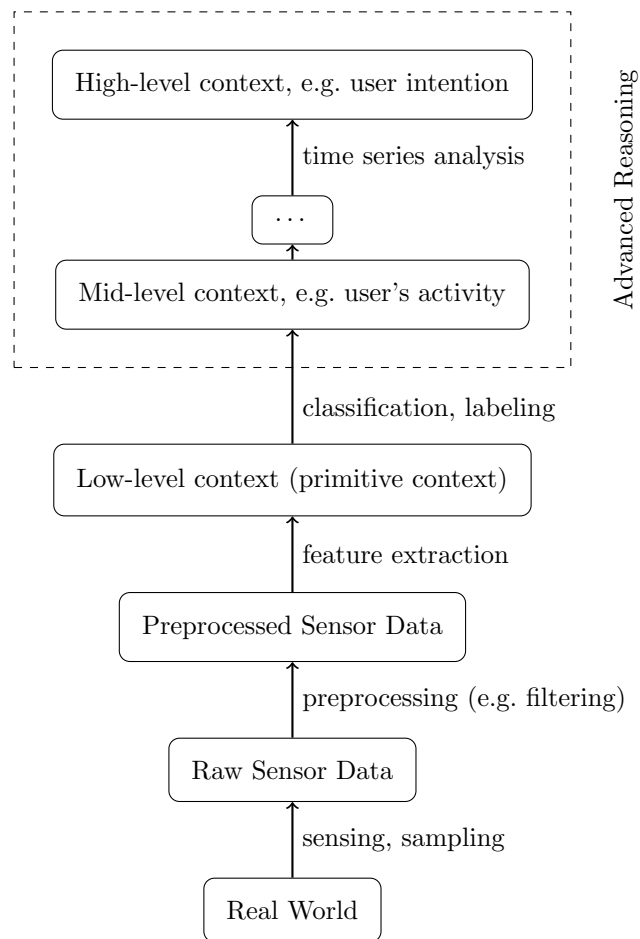 High-level context, e.g. user intention
time series analysis
...
Mid-level context, e.g. user's activity
Advanced Reasoning
classification, labeling
Low-level context (primitive context)
feature extraction
Preprocessed Sensor Data
preprocessing (e.g. filtering)
Raw Sensor Data
sensing, sampling
Real World